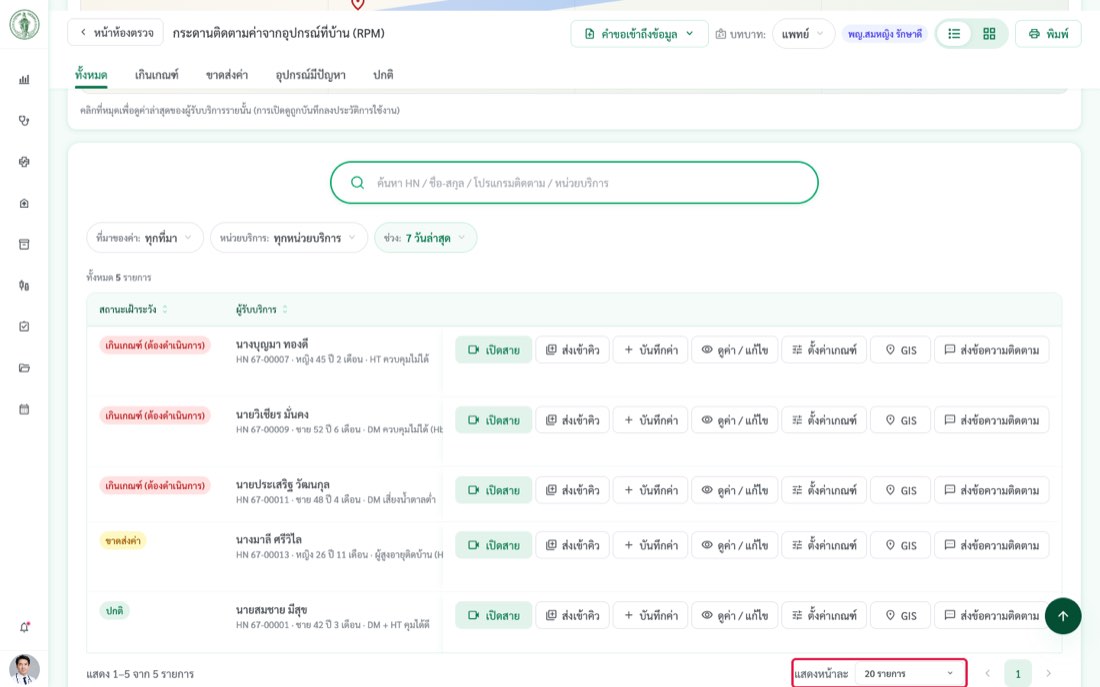 หน้าห้องตรวจ
กระดานติดตามค่าจากอุปกรณ์ที่บ้าน (RPM)
คำขอเข้าถึงข้อมูล
บทบาท: แพทย์
พญ.สมหญิง รักษาดี
พิมพ์
ทั้งหมด เกินเกณฑ์ ขาดส่งค่า อุปกรณ์มีปัญหา ปกติ
คลิกที่หมุดเพื่อดูค่าล่าสุดของผู้รับบริการรายนั้น (การเปิดดูถูกบันทึกลงประวัติการใช้งาน)
ค้นหา HN / ชื่อ-สกุล / โปรแกรมติดตาม / หน่วยบริการ
ที่มาของค่า: ทุกที่มา หน่วยบริการ: ทุกหน่วยบริการ ช่วง: 7 วันล่าสุด
ทั้งหมด 5 รายการ
สถานะเฝ้าระวัง ผู้รับบริการ
เกินเกณฑ์ (ต้องดำเนินการ) นางบุญมา ทองดี
HN 67-00007 · หญิง 45 ปี 2 เดือน · HT ควบคุมไม่ได้
เปิดสาย ส่งเข้าคิว + บันทึกค่า ดูค่า / แก้ไข ตั้งค่าเกณฑ์ GIS ส่งข้อความติดตาม
เกินเกณฑ์ (ต้องดำเนินการ) นายวิเชียร มั่นคง
HN 67-00009 · ชาย 52 ปี 6 เดือน · DM ควบคุมไม่ได้ (Hb
เปิดสาย ส่งเข้าคิว + บันทึกค่า ดูค่า / แก้ไข ตั้งค่าเกณฑ์ GIS ส่งข้อความติดตาม
เกินเกณฑ์ (ต้องดำเนินการ) นายประเสริฐ วัฒนกุล
HN 67-00011 · ชาย 48 ปี 4 เดือน · DM เสี่ยงน้ำตาลต่ำ
เปิดสาย ส่งเข้าคิว + บันทึกค่า ดูค่า / แก้ไข ตั้งค่าเกณฑ์ GIS ส่งข้อความติดตาม
ขาดส่งค่า นางมาลี ศรีวิไล
HN 67-00013 · หญิง 26 ปี 11 เดือน · ผู้สูงอายุติดบ้าน (H
เปิดสาย ส่งเข้าคิว + บันทึกค่า ดูค่า / แก้ไข ตั้งค่าเกณฑ์ GIS ส่งข้อความติดตาม
ปกติ นายสมชาย มีสุข
HN 67-00001 · ชาย 42 ปี 3 เดือน · DM + HT คุมได้ดี
เปิดสาย ส่งเข้าคิว + บันทึกค่า ดูค่า / แก้ไข ตั้งค่าเกณฑ์ GIS ส่งข้อความติดตาม
แสดง 1–5 จาก 5 รายการ
แสดงหน้าละ 20 รายการ
1